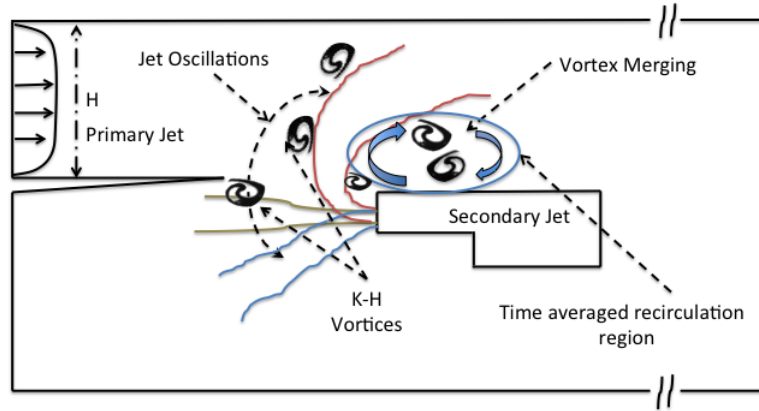 Jet Oscillations
Vortex Merging
H
Primary Jet
Secondary Jet
K-H
Vortices
Time averaged recirculation
region